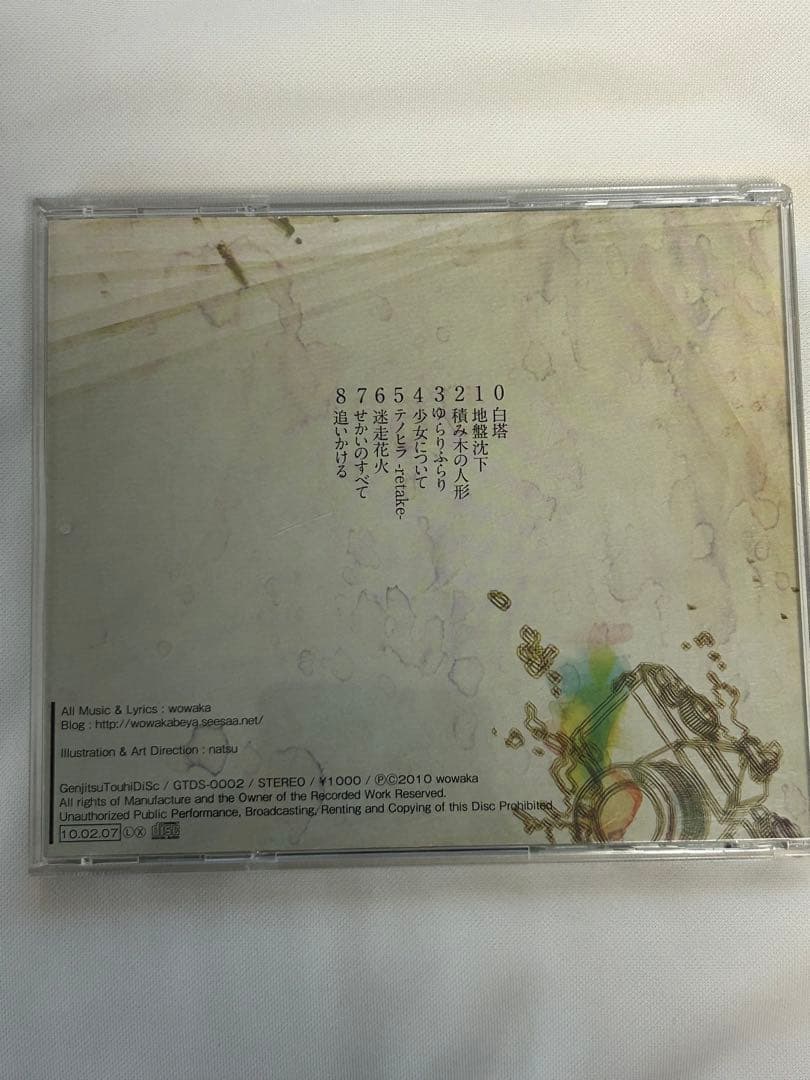 0 白塔
1 地盤沈下
2 積み木の人形
3 ゆらりふらり
4 少女について
5 テノヒラ -retake-
6 迷走花火
7 せかいのすべて
8 追いかける
All Music & Lyrics : wowaka
Blog : http://wowakabeya.seesaa.net/
Illustration & Art Direction : natsu
GenjitsuTouhiDiSc / GTDS-0002 / STEREO / ¥1000 / ℗©2010 wowaka
All rights of Manufacture and the Owner of the Recorded Work Reserved.
Unauthorized Public Performance, Broadcasting, Renting and Copying of this Disc Prohibited.
10.02.07 Ⓛ Ⓧ disc